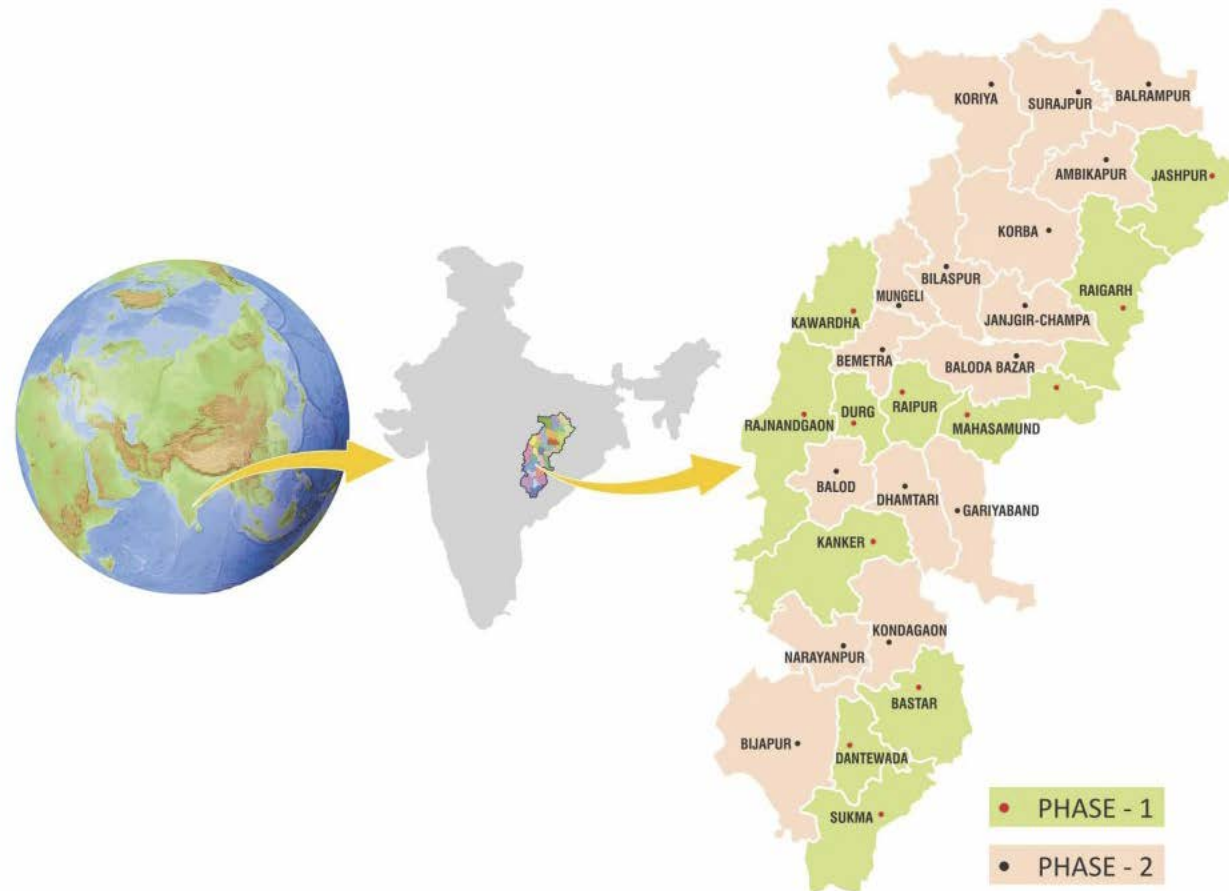 KORIYA
SURAJPUR
BALRAMPUR
AMBIKAPUR
JASHPUR
KORBA
BILASPUR
RAIGARH
MUNGELI
KAWARDHA
JANJGIR-CHAMPA
BEMETRA
BALODA BAZAR
RAJNANDGAON
DURG
RAIPUR
MAHASAMUND
BALOD
DHAMTARI
GARIYABAND
KANKER
KONDAGAON
NARAYANPUR
BASTAR
BIJAPUR
DANTEWADA
SUKMA
PHASE - 1
PHASE - 2